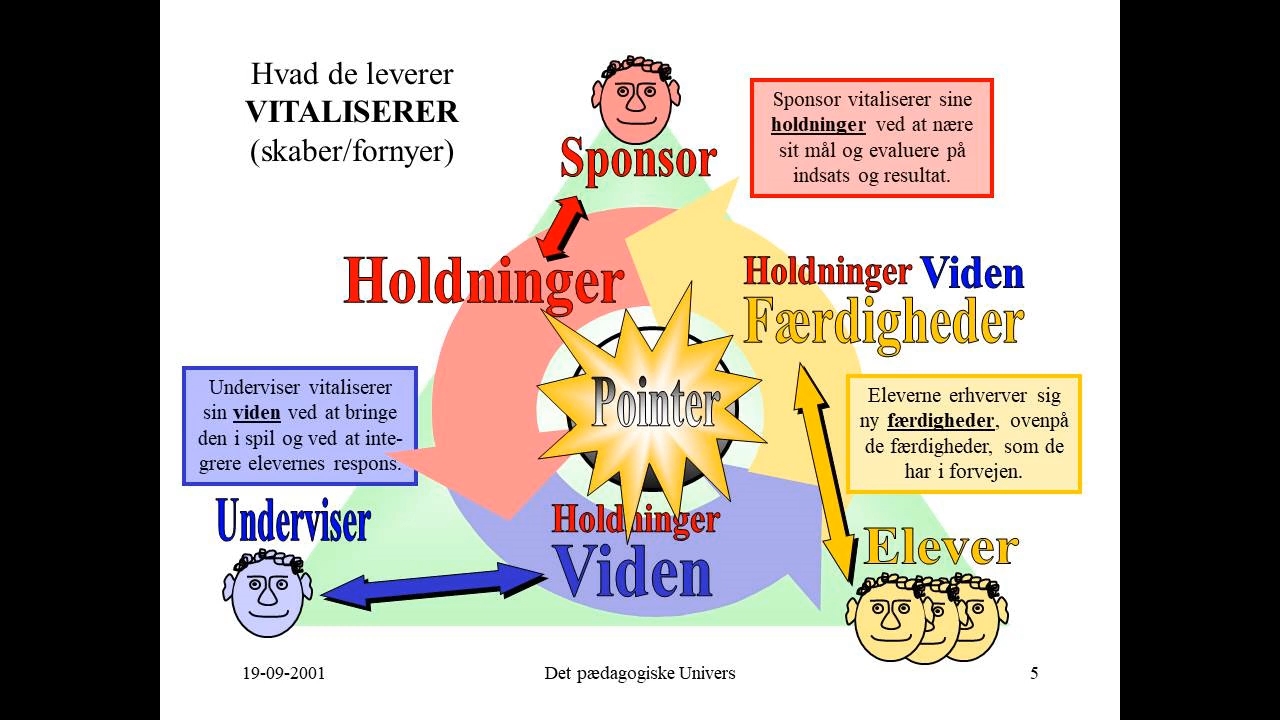 Hvad de leverer
VITALISERER
(skaber/fornyer)
Sponsor
Sponsor vitaliserer sine
holdninger ved at nære
sit mål og evaluere på
indsats og resultat.
Holdninger
Holdninger Viden
Færdigheder
Pointer
Underviser vitaliserer
sin viden ved at bringe
den i spil og ved at inte-
grere elevernes respons.
Eleverne erhverver sig
ny færdigheder, ovenpå
de færdigheder, som de
har i forvejen.
Underviser
Holdninger
Viden
Elever
19-09-2001
Det pædagogiske Univers
5